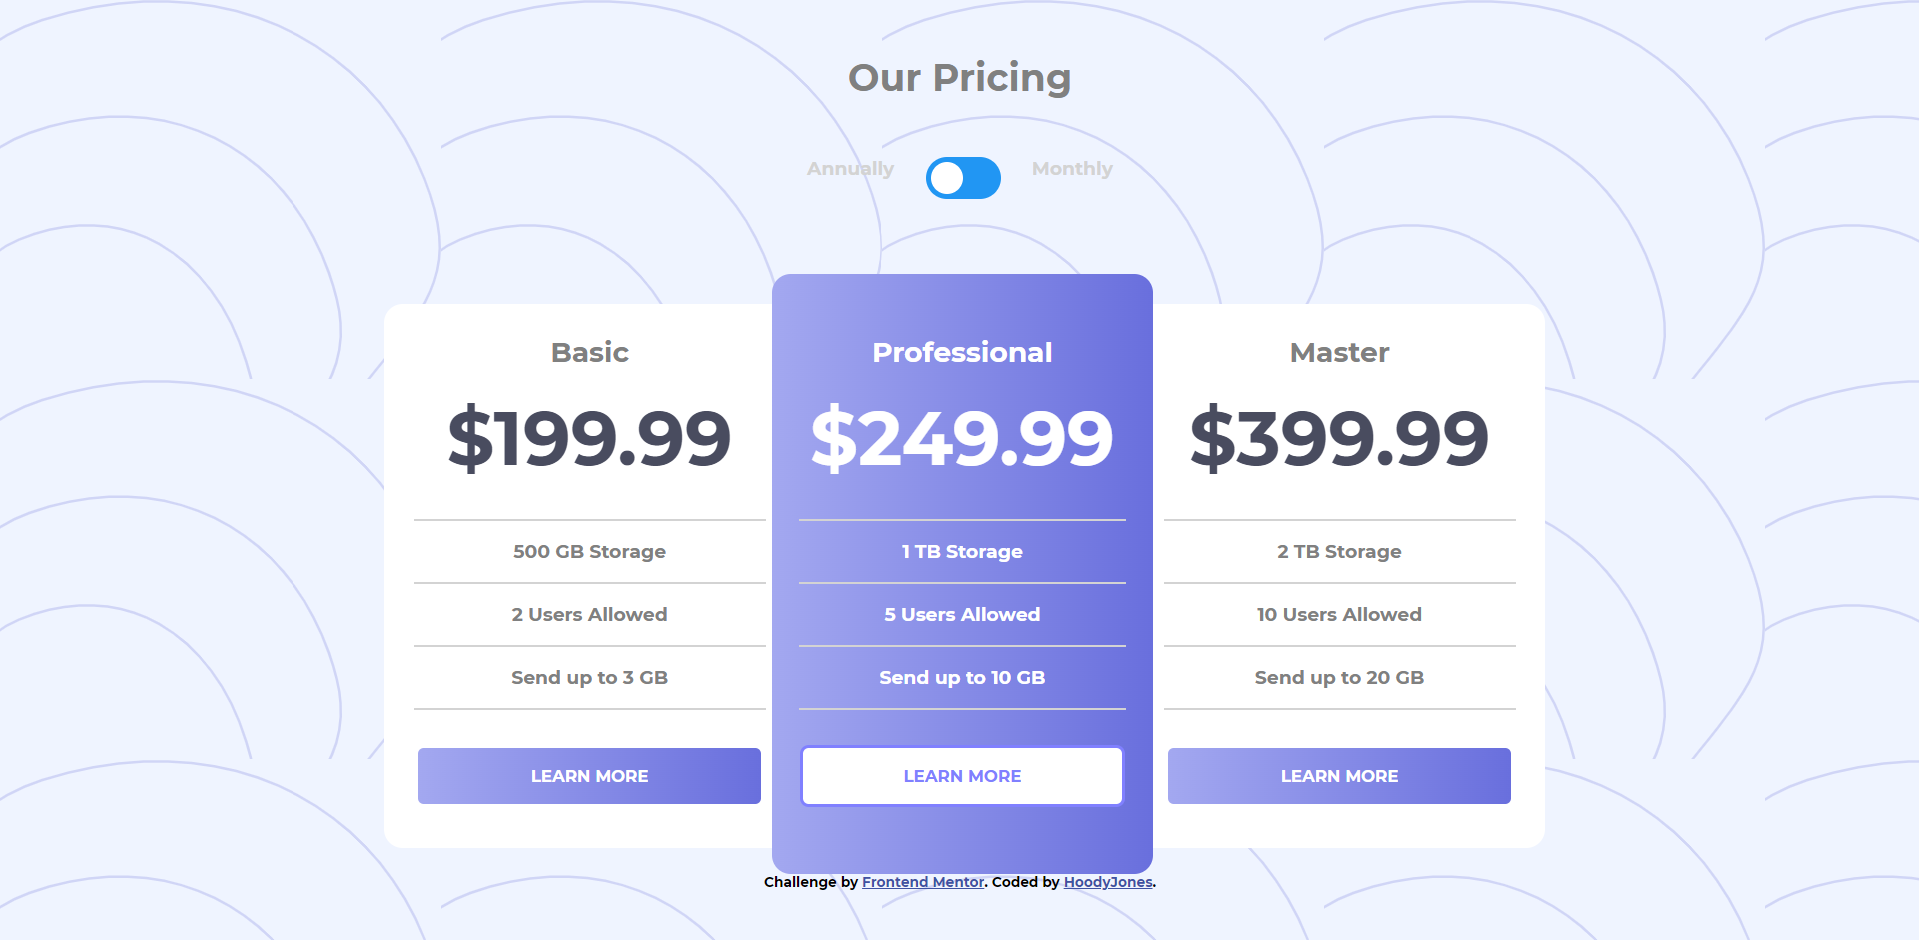 Our Pricing
Annually
Monthly
Basic
$199.99
500 GB Storage
2 Users Allowed
Send up to 3 GB
LEARN MORE
Professional
$249.99
1 TB Storage
5 Users Allowed
Send up to 10 GB
LEARN MORE
Master
$399.99
2 TB Storage
10 Users Allowed
Send up to 20 GB
LEARN MORE
Challenge by Frontend Mentor. Coded by HoodyJones.